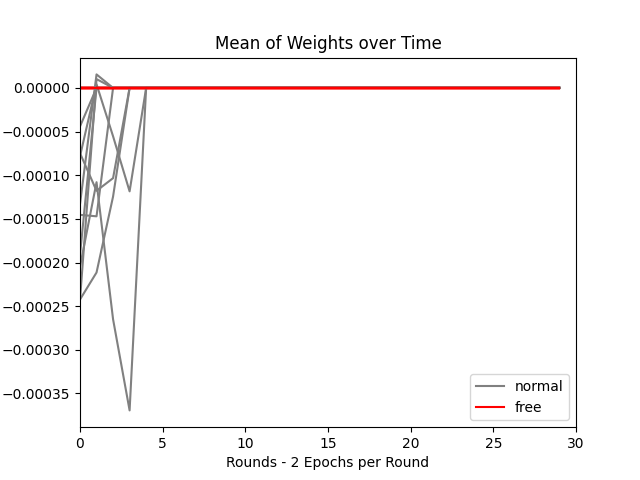 Mean of Weights over Time
0.00000
−0.00005
−0.00010
−0.00015
−0.00020
−0.00025
−0.00030
−0.00035
0 5 10 15 20 25 30
Rounds - 2 Epochs per Round
normal
free